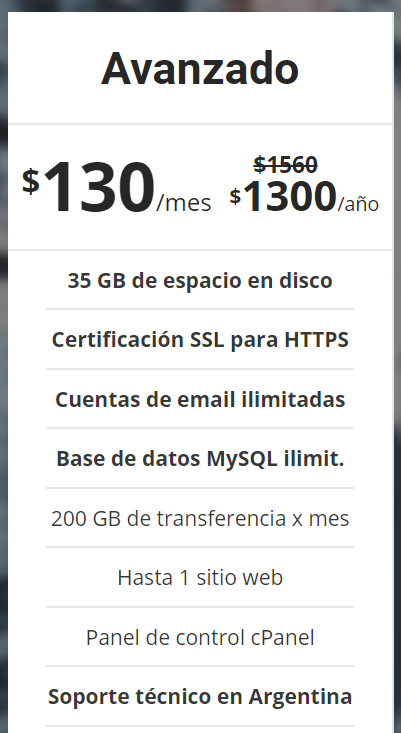 Avanzado
$130/mes
$1560
$1300/año
35 GB de espacio en disco
Certificación SSL para HTTPS
Cuentas de email ilimitadas
Base de datos MySQL ilimit.
200 GB de transferencia x mes
Hasta 1 sitio web
Panel de control cPanel
Soporte técnico en Argentina